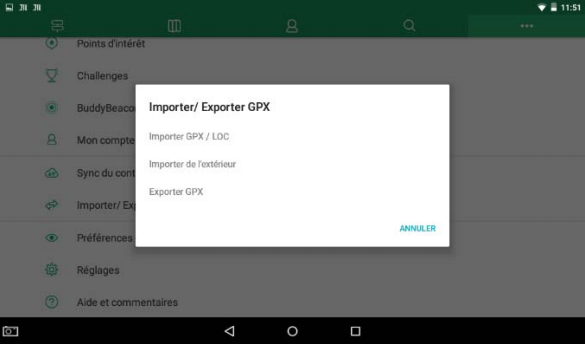 11:51
Points d'intérêt
Challenges
BuddyBeaco
Mon compte
Sync du cont
Importer/ Exp
Préférences
Réglages
Aide et commentaires
Importer/ Exporter GPX
Importer GPX / LOC
Importer de l'extérieur
Exporter GPX
ANNULER